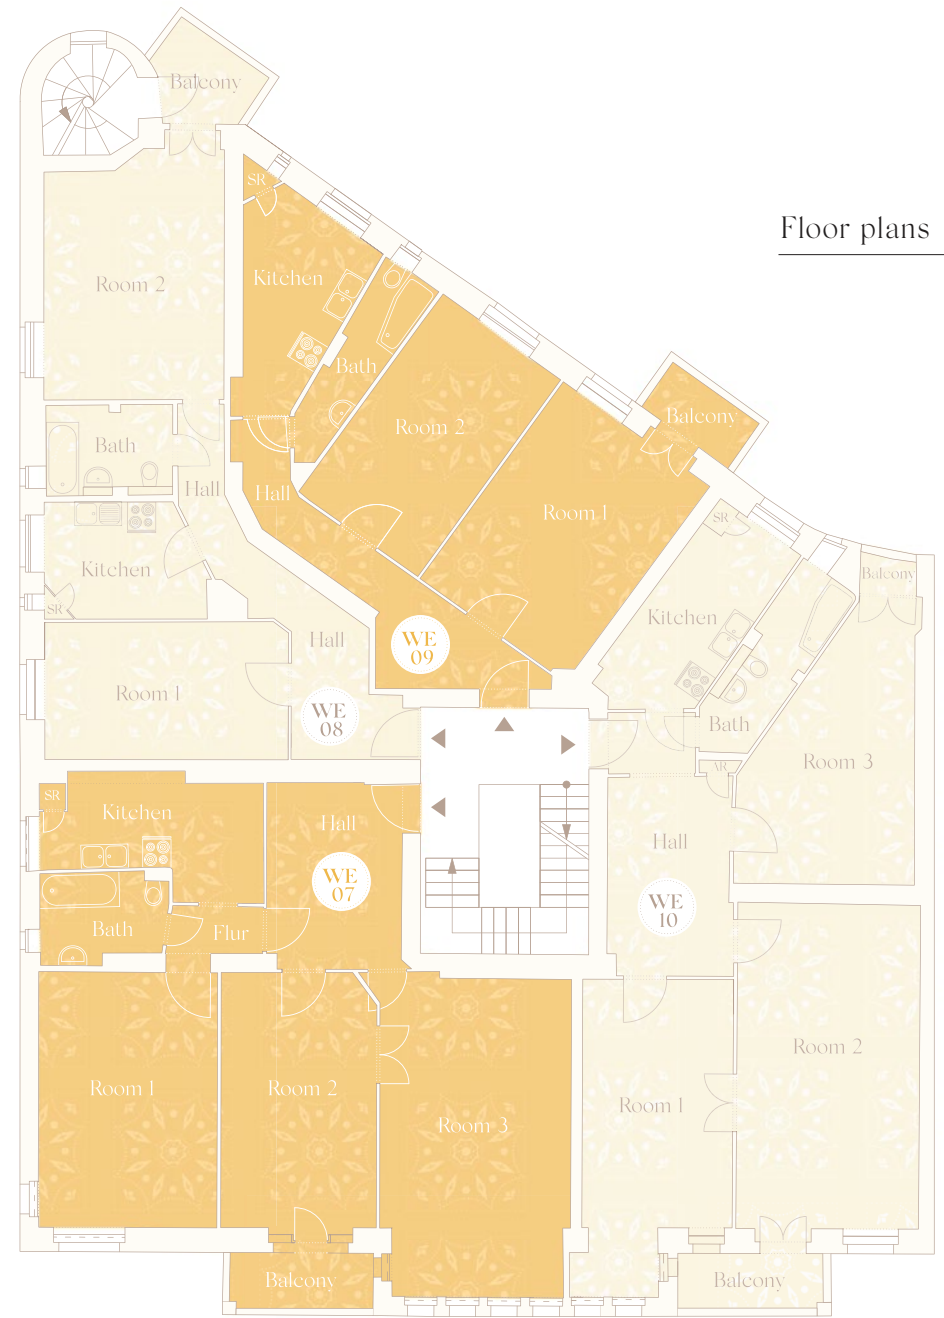 Balcony
SR
Floor plans
Kitchen
Room 2
Bath
Balcony
Room 2
Bath
Hall
Hall
Room 1
SR
Kitchen
Balcony
SR
Kitchen
Hall
WE
09
Room 1
WE
08
Bath
Room 3
AR
SR
Kitchen
Hall
Hall
WE
07
WE
10
Bath
Flur
Room 2
Room 1
Room 2
Room 1
Room 3
Balcony
Balcony